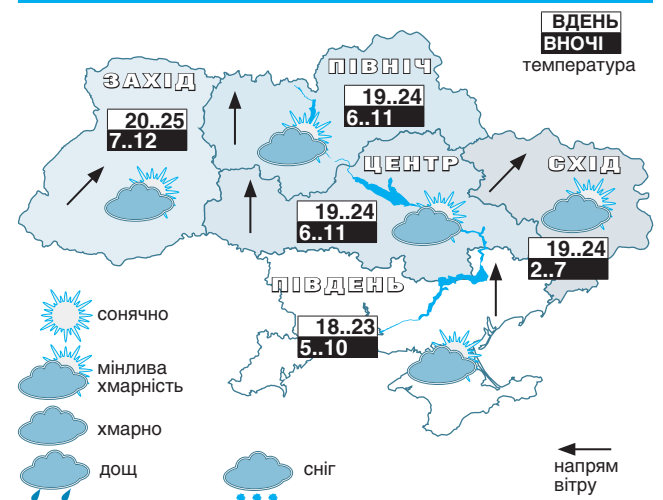 ВДЕНЬ
ВНОЧІ
температура
ЗАХІД
20..25
7..12
ПІВНІЧ
19..24
6..11
ЦЕНТР
19..24
6..11
СХІД
19..24
2..7
ПІВДЕНЬ
18..23
5..10
сонячно
мінлива
хмарність
хмарно
дощ
сніг
напрям
вітру